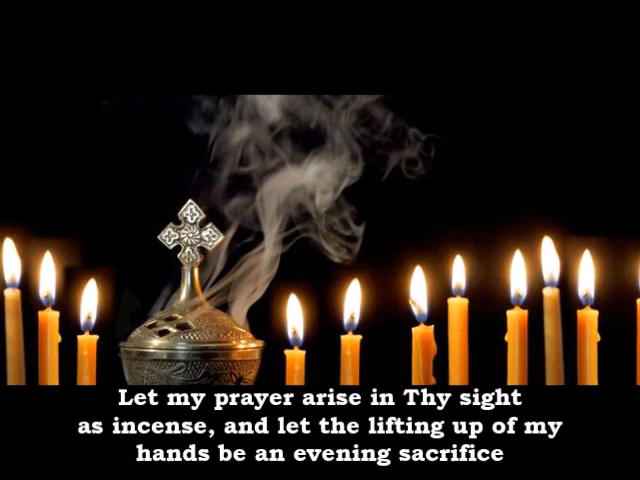 Let my prayer arise in Thy sight
as incense, and let the lifting up of my
hands be an evening sacrifice